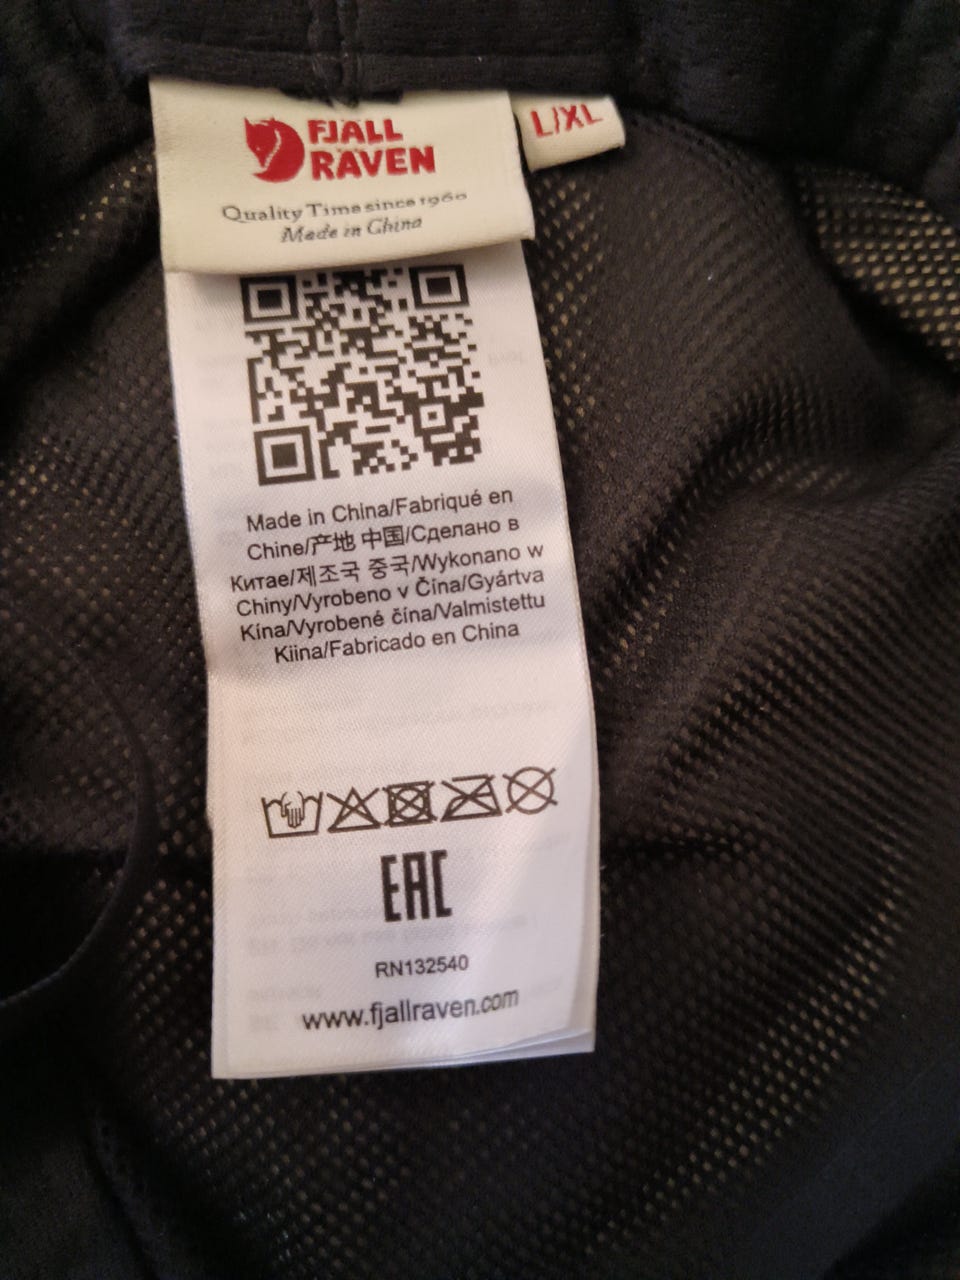 FJÄLL
RÄVEN
L/XL
Quality Time since 1960
Made in China
Made in China/Fabriqué en
Chine/产地 中国/Сделано в
Китае/제조국 중국/Wykonano w
Chiny/Vyrobeno v Čína/Gyártva
Kína/Vyrobené čína/Valmistettu
Kiina/Fabricado en China
EAC
RN132540
www.fjallraven.com